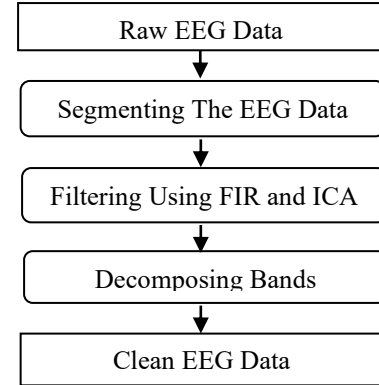 Raw EEG Data
Segmenting The EEG Data
Filtering Using FIR and ICA
Decomposing Bands
Clean EEG Data